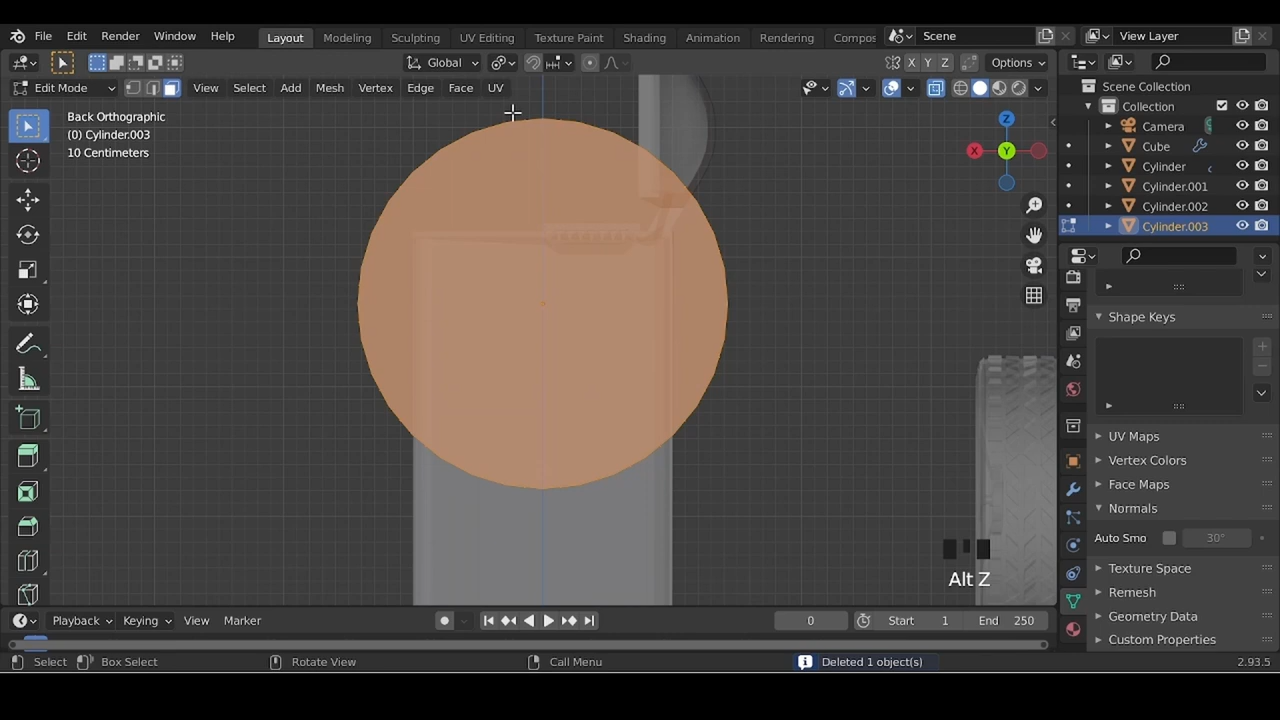 File Edit Render Window Help Layout Modeling Sculpting UV Editing Texture Paint Shading Animation Rendering Compos Scene View Layer
Global X Y Z Options
Edit Mode View Select Add Mesh Vertex Edge Face UV
Back Orthographic
(0) Cylinder.003
10 Centimeters
Z
X Y
Alt Z
Scene Collection
Collection
Camera
Cube
Cylinder
Cylinder.001
Cylinder.002
Cylinder.003
Shape Keys
UV Maps
Vertex Colors
Face Maps
Normals
Auto Smo 30°
Texture Space
Remesh
Geometry Data
Custom Properties
Playback Keying View Marker 0 Start 1 End 250
Select Box Select Rotate View Call Menu Deleted 1 object(s) 2.93.5